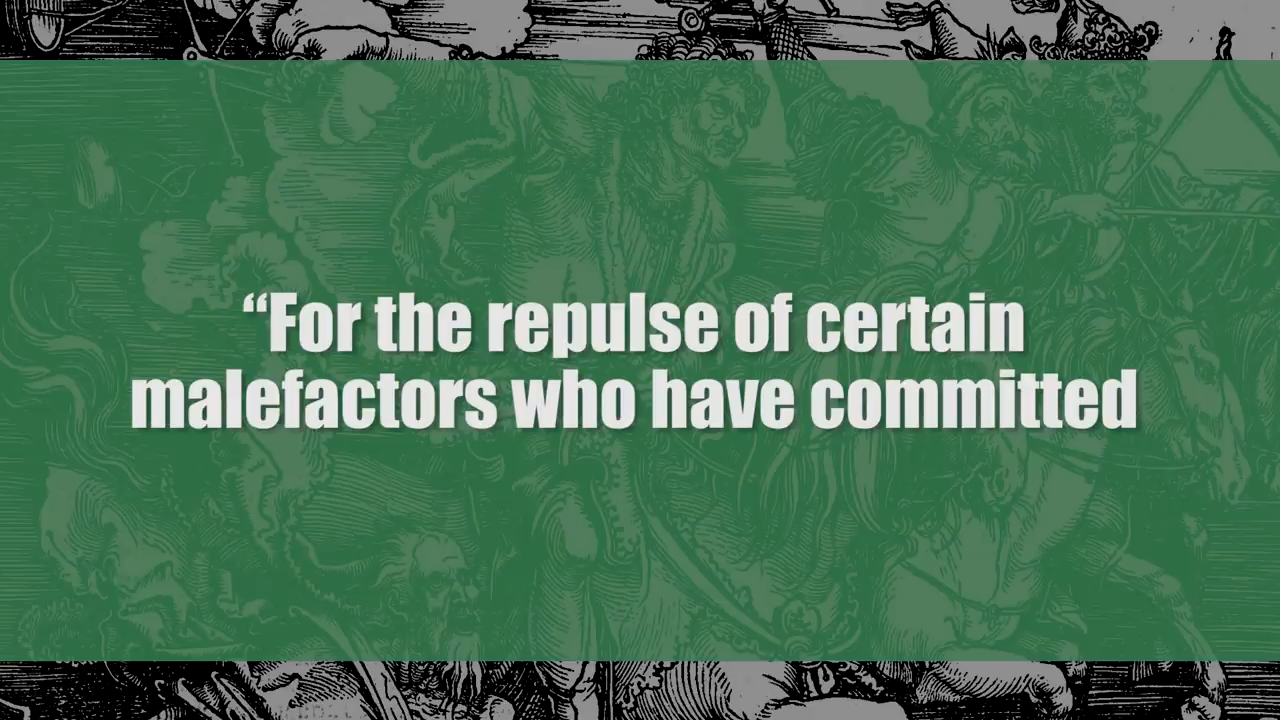 “For the repulse of certain
malefactors who have committed